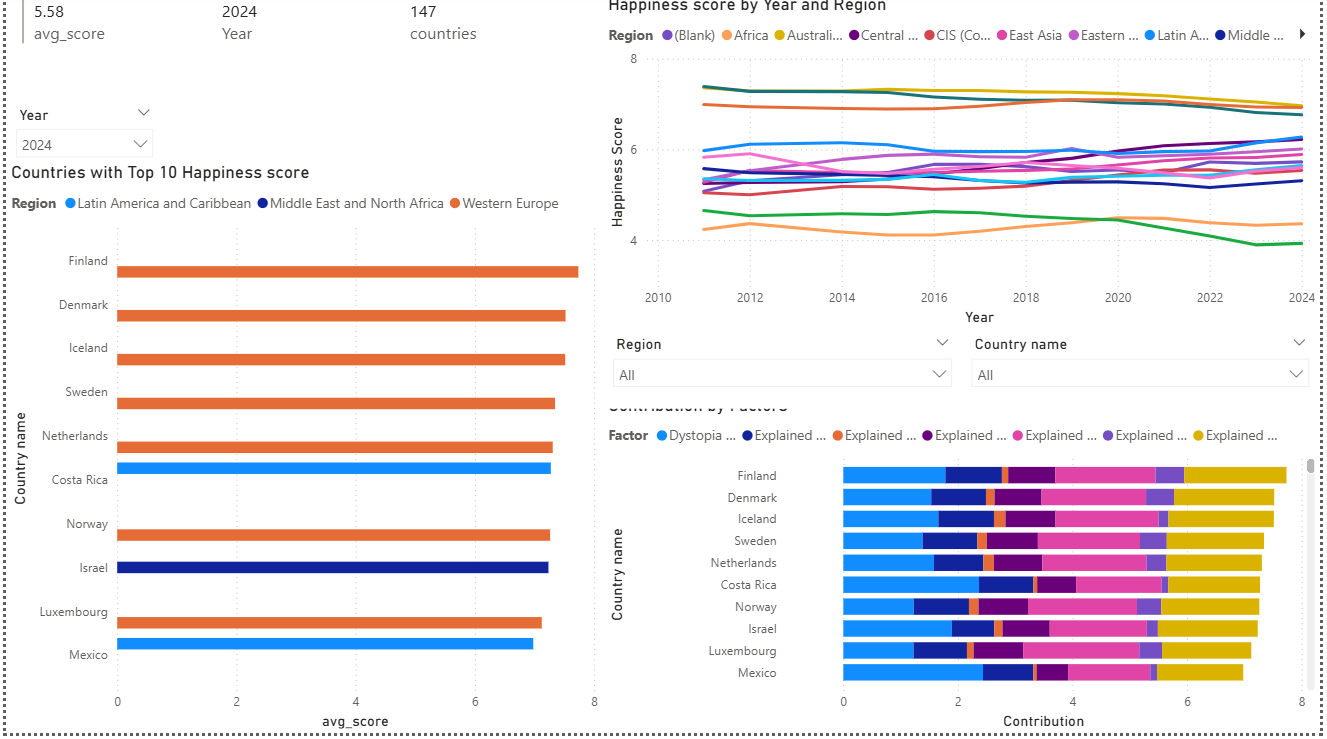 5.58 2024 147
avg_score Year countries
Year
2024
Countries with Top 10 Happiness score
Region Latin America and Caribbean Middle East and North Africa Western Europe
Country name
Finland
Denmark
Iceland
Sweden
Netherlands
Costa Rica
Norway
Israel
Luxembourg
Mexico
0 2 4 6 8
avg_score
Happiness score by Year and Region
Region (Blank) Africa Australi... Central ... CIS (Co... East Asia Eastern ... Latin A... Middle ...
Happiness Score
8
6
4
2010 2012 2014 2016 2018 2020 2022 2024
Year
Region Country name
All All
Contribution by Factors
Factor Dystopia ... Explained ... Explained ... Explained ... Explained ... Explained ... Explained ...
Country name
Finland
Denmark
Iceland
Sweden
Netherlands
Costa Rica
Norway
Israel
Luxembourg
Mexico
0 2 4 6 8
Contribution